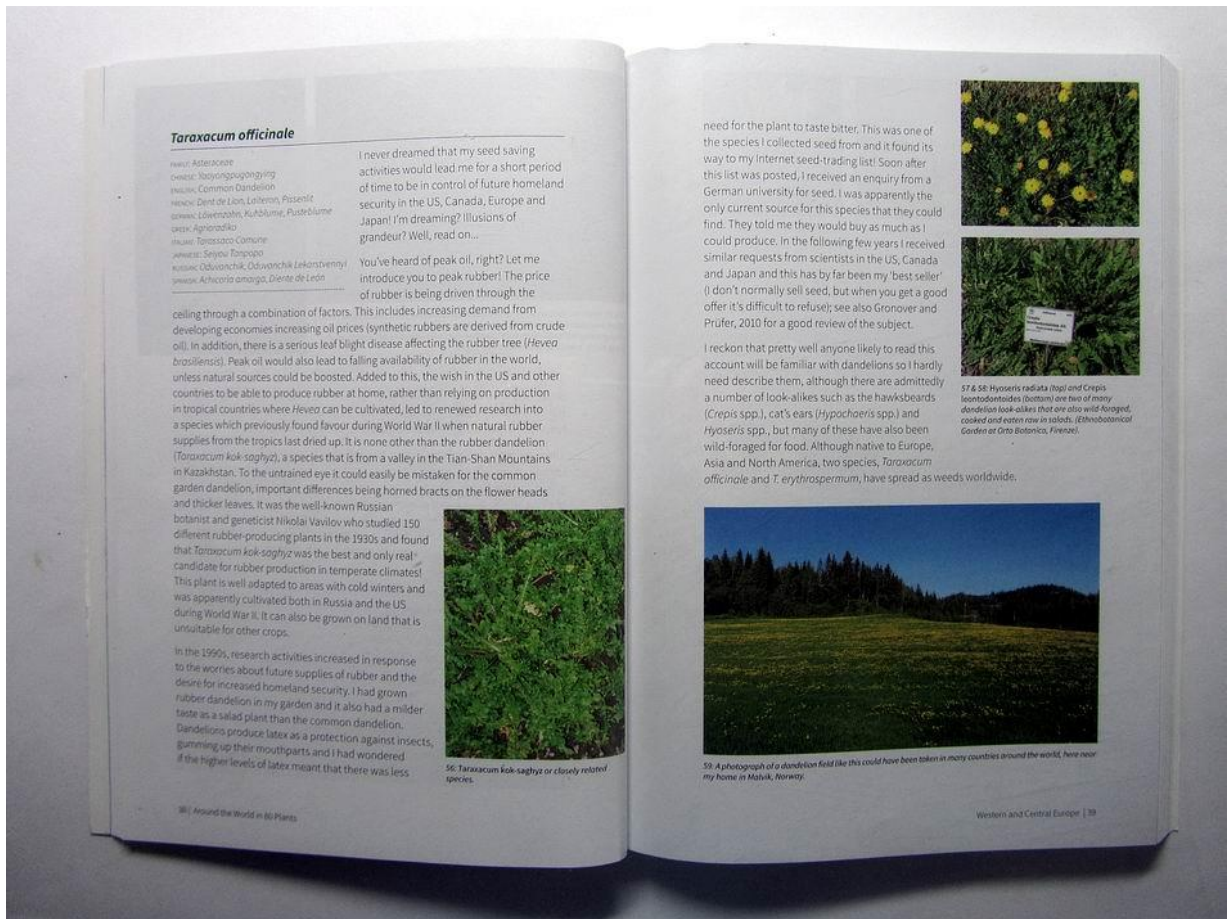 Taraxacum officinale
FAMILY: Asteraceae
CHINESE: Yaoyongpugongying
ENGLISH: Common Dandelion
FRENCH: Dent de Lion, Laiteron, Pissenlit
GERMAN: Löwenzahn, Kuhblume, Pusteblume
GREEK: Agrioradiko
ITALIAN: Tarassaco Comune
JAPANESE: Seiyou Tanpopo
RUSSIAN: Oduvanchik, Oduvanchik Lekarstvennyi
SPANISH: Achicoria amarga, Diente de León
I never dreamed that my seed saving
activities would lead me for a short period
of time to be in control of future homeland
security in the US, Canada, Europe and
Japan! I'm dreaming? Illusions of
grandeur? Well, read on...
You've heard of peak oil, right? Let me
introduce you to peak rubber! The price
of rubber is being driven through the
ceiling through a combination of factors. This includes increasing demand from
developing economies increasing oil prices (synthetic rubbers are derived from crude
oil). In addition, there is a serious leaf blight disease affecting the rubber tree (Hevea
brasiliensis). Peak oil would also lead to falling availability of rubber in the world,
unless natural sources could be boosted. Added to this, the wish in the US and other
countries to be able to produce rubber at home, rather than relying on production
in tropical countries where Hevea can be cultivated, led to renewed research into
a species which previously found favour during World War II when natural rubber
supplies from the tropics last dried up. It is none other than the rubber dandelion
(Taraxacum kok-saghyz), a species that is from a valley in the Tian-Shan Mountains
in Kazakhstan. To the untrained eye it could easily be mistaken for the common
garden dandelion, important differences being horned bracts on the flower heads
and thicker leaves. It was the well-known Russian
botanist and geneticist Nikolai Vavilov who studied 150
different rubber-producing plants in the 1930s and found
that Taraxacum kok-saghyz was the best and only real
candidate for rubber production in temperate climates!
This plant is well adapted to areas with cold winters and
was apparently cultivated both in Russia and the US
during World War II. It can also be grown on land that is
unsuitable for other crops.
In the 1990s, research activities increased in response
to the worries about future supplies of rubber and the
desire for increased homeland security. I had grown
rubber dandelion in my garden and it also had a milder
taste as a salad plant than the common dandelion.
Dandelions produce latex as a protection against insects,
gumming up their mouthparts and I had wondered
if the higher levels of latex meant that there was less
56: Taraxacum kok-saghyz or closely related
species.
38 | Around the World in 80 Plants
need for the plant to taste bitter. This was one of
the species I collected seed from and it found its
way to my Internet seed-trading list! Soon after
this list was posted, I received an enquiry from a
German university for seed. I was apparently the
only current source for this species that they could
find. They told me they would buy as much as I
could produce. In the following few years I received
similar requests from scientists in the US, Canada
and Japan and this has by far been my 'best seller'
(I don't normally sell seed, but when you get a good
offer it's difficult to refuse); see also Gronover and
Prüfer, 2010 for a good review of the subject.
I reckon that pretty well anyone likely to read this
account will be familiar with dandelions so I hardly
need describe them, although there are admittedly
a number of look-alikes such as the hawksbeards
(Crepis spp.), cat's ears (Hypochaeris spp.) and
Hyoseris spp., but many of these have also been
wild-foraged for food. Although native to Europe,
Asia and North America, two species, Taraxacum
officinale and T. erythrospermum, have spread as weeds worldwide.
57 & 58: Hyoseris radiata (top) and Crepis
leontodontoides (bottom) are two of many
dandelion look-alikes that are also wild-foraged,
cooked and eaten raw in salads. (Ethnobotanical
Garden at Orto Botanico, Firenze).
59: A photograph of a dandelion field like this could have been taken in many countries around the world, here near
my home in Malvik, Norway.
Western and Central Europe | 39